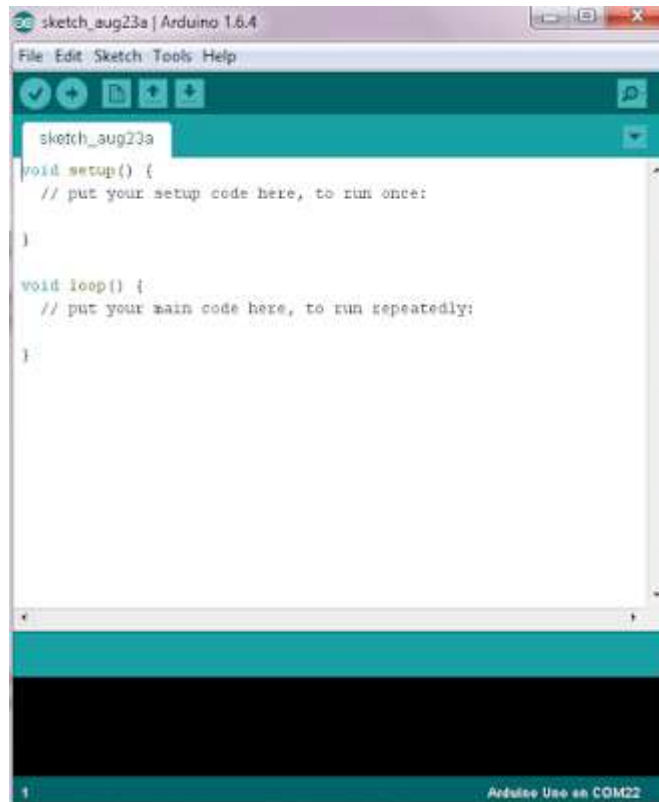 sketch_aug23a | Arduino 1.6.4
File Edit Sketch Tools Help
sketch_aug23a
void setup() {
// put your setup code here, to run once:
}
void loop() {
// put your main code here, to run repeatedly:
}
1 Arduino Uno on COM22